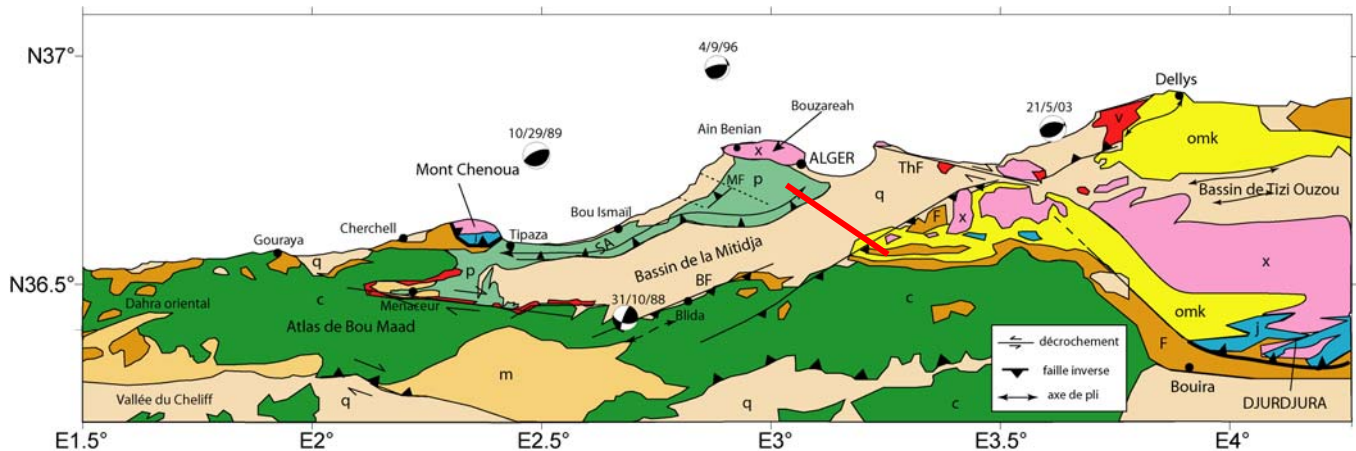 N37°
N36.5°
4/9/96
10/29/89
21/5/03
31/10/88
Dellys
Bouzareah
Ain Benian
ALGER
Mont Chenoua
x
p
MF
ThF
v
omk
Bassin de Tizi Ouzou
q
F
x
Bou Ismaïl
Cherchell
Tipaza
SA
Gouraya
q
p
Bassin de la Mitidja
BF
x
Dahra oriental
c
Menaceur
Blida
c
omk
j
Atlas de Bou Maad
F
m
Vallée du Cheliff
q
q
c
Bouira
DJURDJURA
décrochement
faille inverse
axe de pli
E1.5°
E2°
E2.5°
E3°
E3.5°
E4°